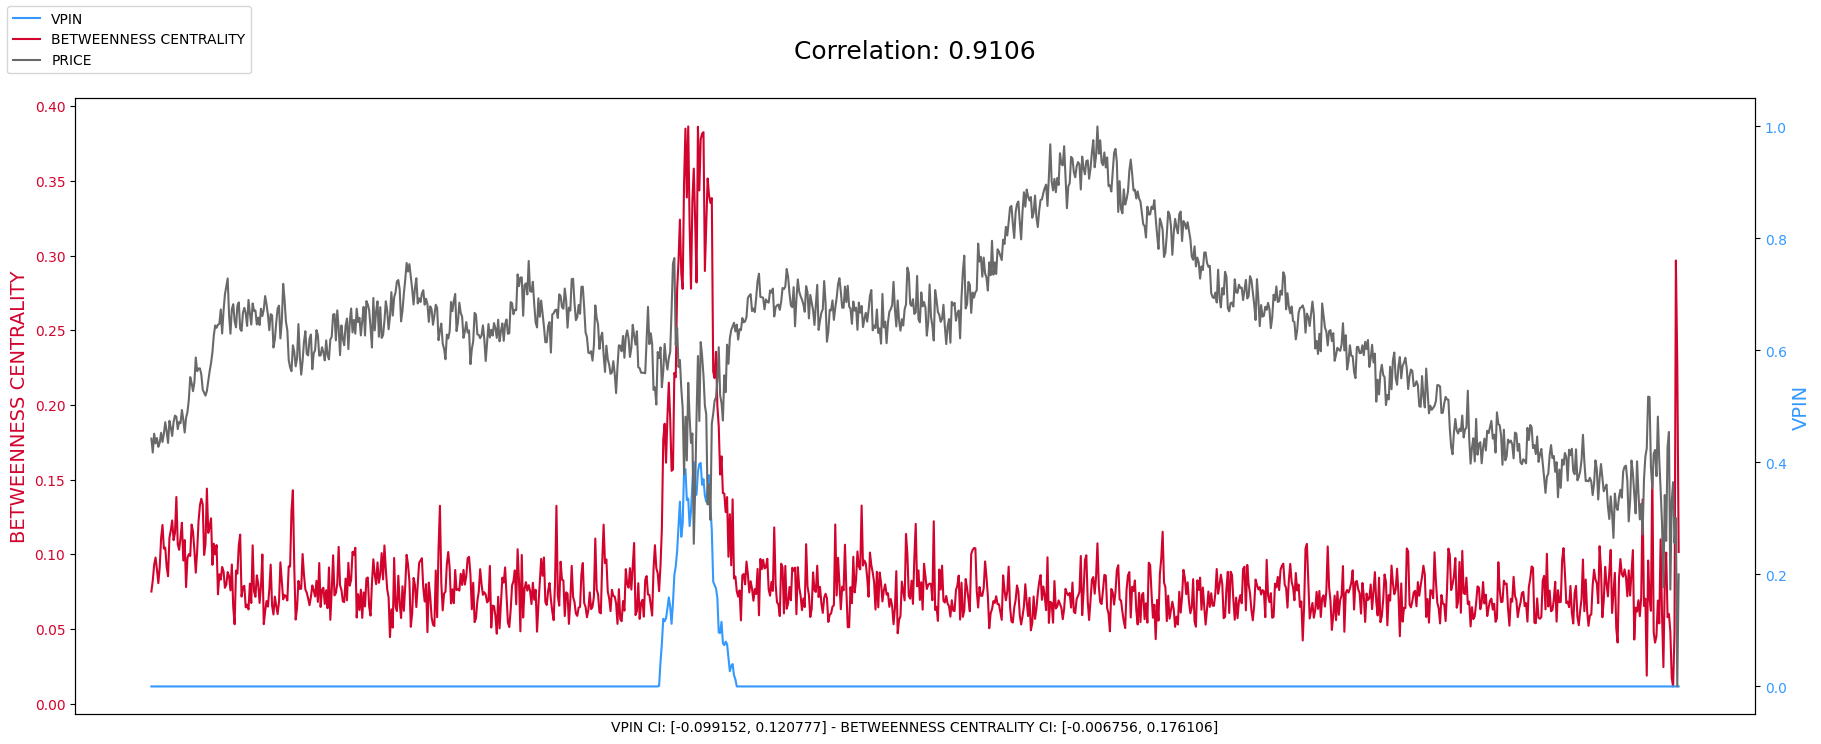 VPIN
BETWEENNESS CENTRALITY
PRICE
Correlation: 0.9106
BETWEENNESS CENTRALITY
0.40
0.35
0.30
0.25
0.20
0.15
0.10
0.05
0.00
1.0
0.8
0.6
0.4
0.2
0.0
VPIN
VPIN CI: [-0.099152, 0.120777] - BETWEENNESS CENTRALITY CI: [-0.006756, 0.176106]